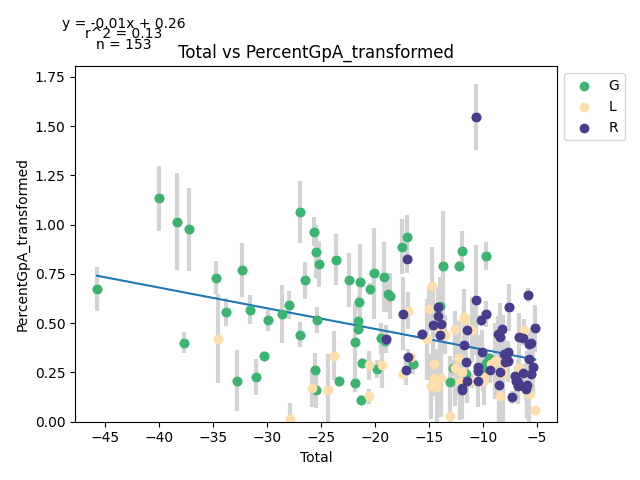 y = -0.01x + 0.26
r^2 = 0.13
n = 153
Total vs PercentGpA_transformed
G
L
R
PercentGpA_transformed
1.75
1.50
1.25
1.00
0.75
0.50
0.25
0.00
−45
−40
−35
−30
−25
−20
−15
−10
−5
Total